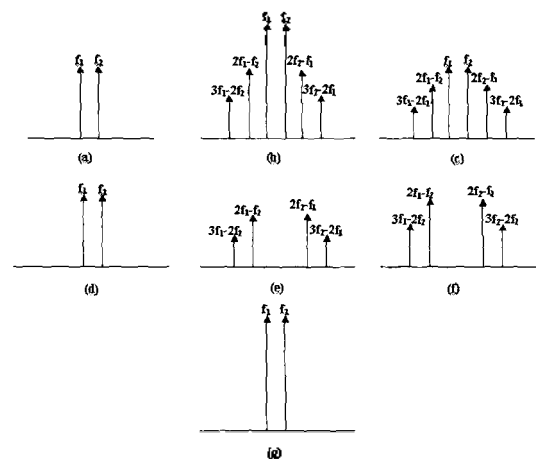 f₁ f₂
(a)
f₁ f₂
2f₁-f₂ 2f₂-f₁
3f₁-2f₂ 3f₂-2f₁
(b)
f₁ f₂
2f₁-f₂ 2f₂-f₁
3f₁-2f₂ 3f₂-2f₁
(c)
f₁ f₂
(d)
2f₁-f₂ 2f₂-f₁
3f₁-2f₂ 3f₂-2f₁
(e)
2f₁-f₂ 2f₂-f₁
3f₁-2f₂ 3f₂-2f₂
(f)
f₁ f₂
(g)